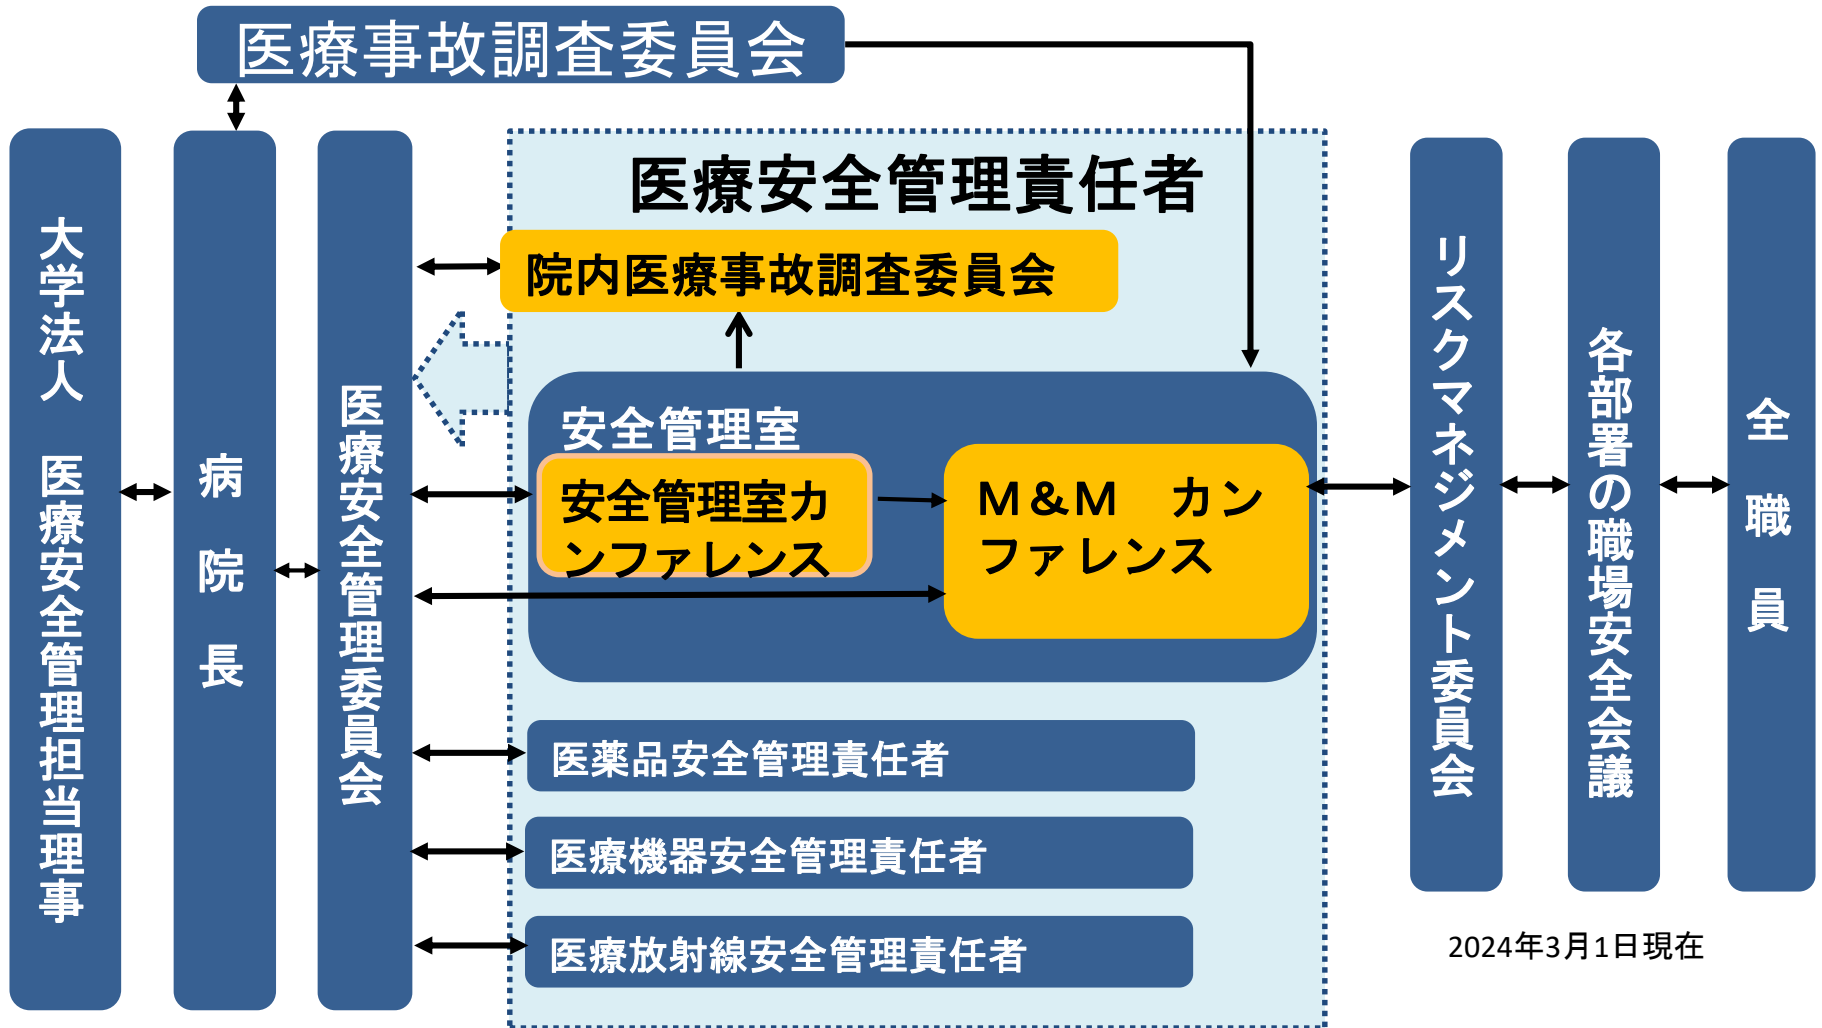 医療事故調査委員会
大学法人　医療安全管理担当理事
病院長
医療安全管理委員会
医療安全管理責任者
院内医療事故調査委員会
安全管理室
安全管理室カ
ンファレンス
M＆M　カン
ファレンス
医薬品安全管理責任者
医療機器安全管理責任者
医療放射線安全管理責任者
リスクマネジメント委員会
各部署の職場安全会議
全職員
2024年3月1日現在